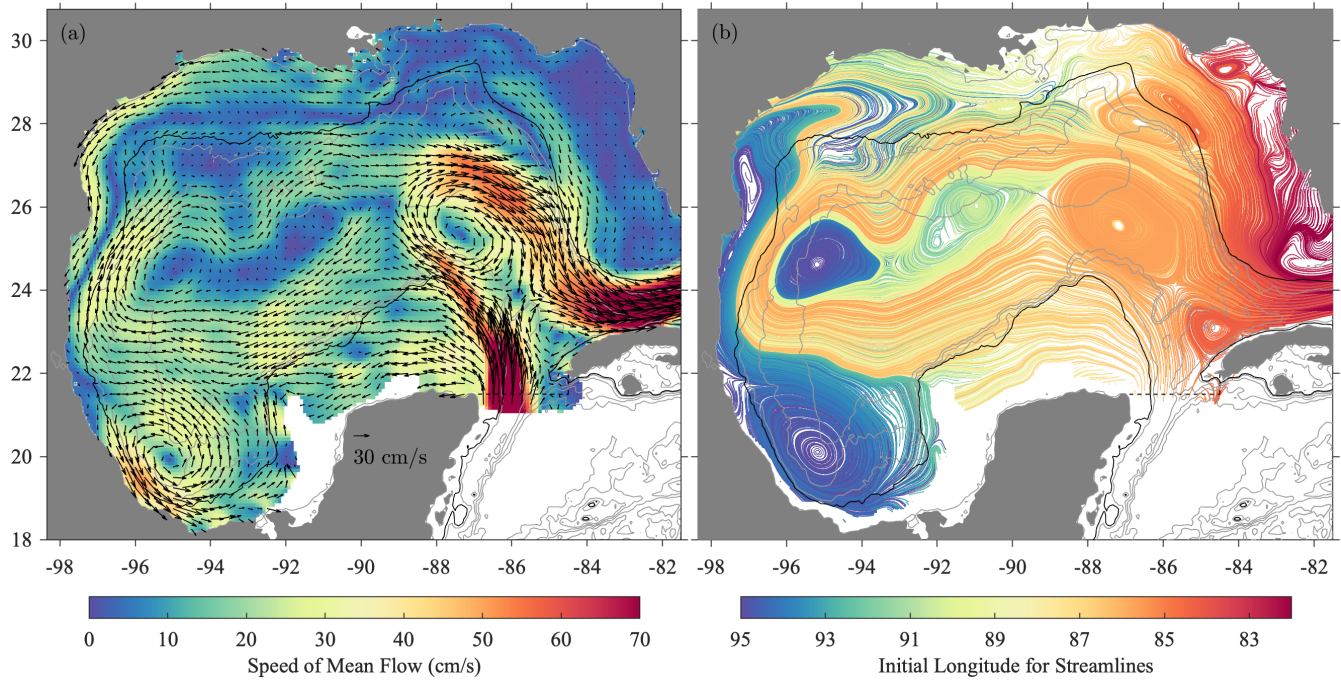 (a)
(b)
30
28
26
24
22
20
18
30 cm/s
-98 -96 -94 -92 -90 -88 -86 -84 -82
-98 -96 -94 -92 -90 -88 -86 -84 -82
0 10 20 30 40 50 60 70
Speed of Mean Flow (cm/s)
95 93 91 89 87 85 83
Initial Longitude for Streamlines